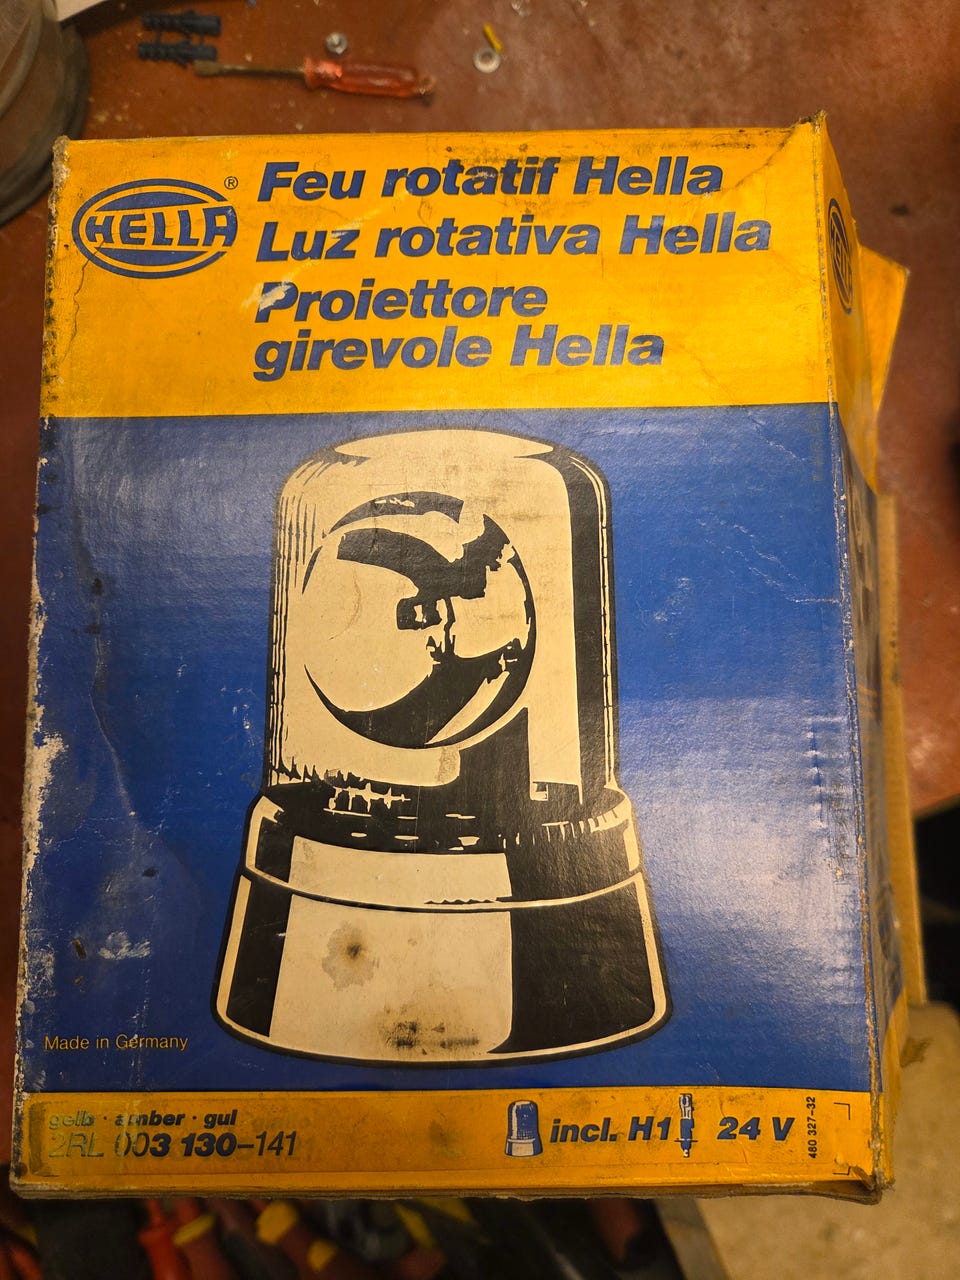 HELLA ®
Feu rotatif Hella
Luz rotativa Hella
Proiettore
girevole Hella
Made in Germany
gelb · amber · gul
2RL 003 130-141
incl. H1 24 V
460 327-32